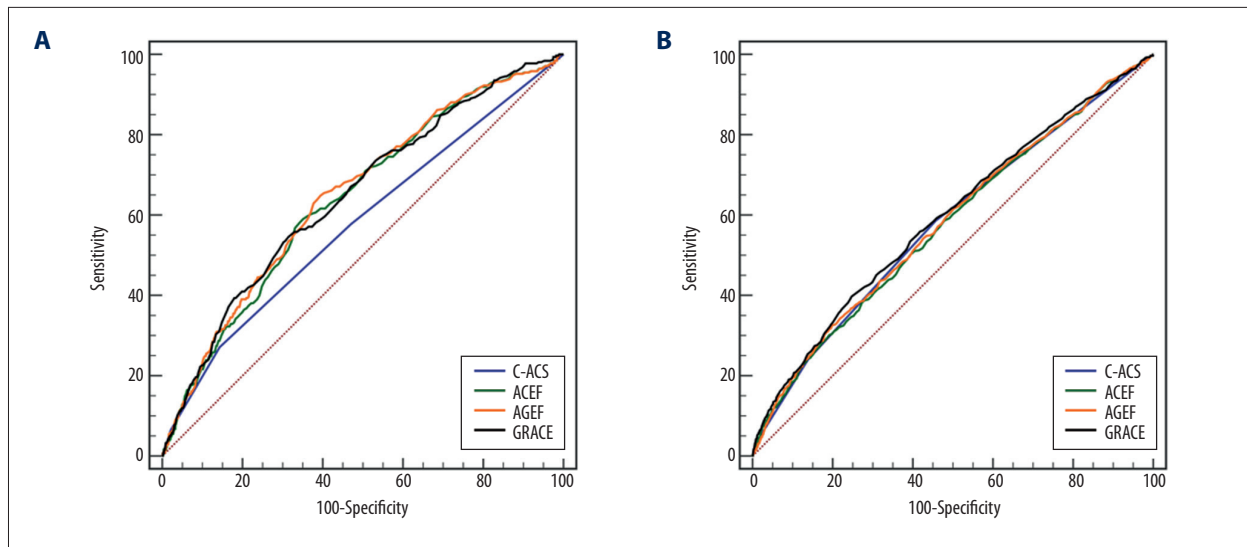 A
B
Sensitivity
100
80
60
40
20
0
0 20 40 60 80 100
100-Specificity
C-ACS
ACEF
AGEF
GRACE
Sensitivity
100
80
60
40
20
0
0 20 40 60 80 100
100-Specificity
C-ACS
ACEF
AGEF
GRACE